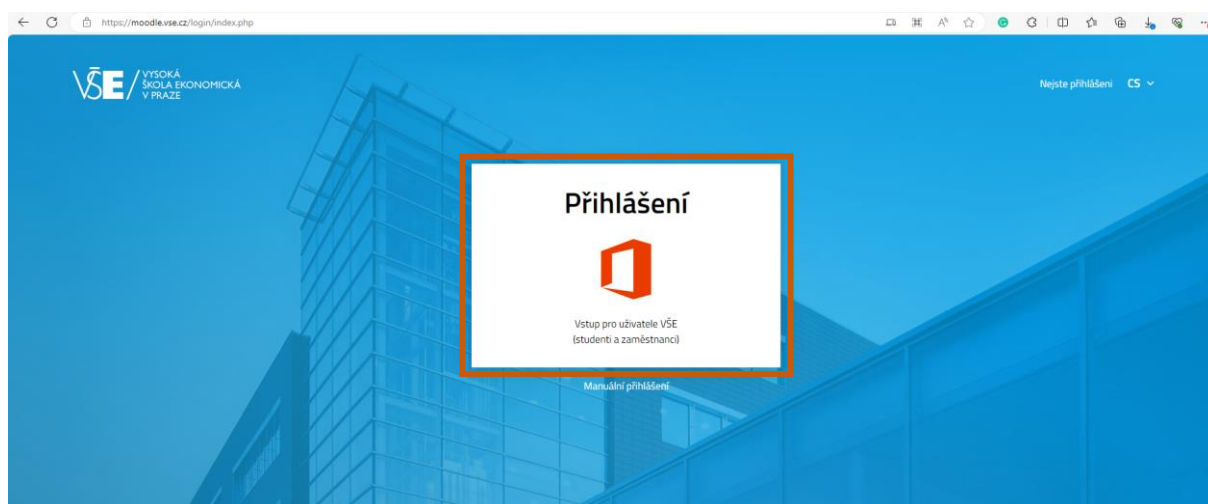 https://moodle.vse.cz/login/index.php
VŠE
VYSOKÁ
ŠKOLA EKONOMICKÁ
V PRAZE
Nejste přihlášeni CS
Přihlášení
Vstup pro uživatele VŠE
(studenti a zaměstnanci)
Manuální přihlášení